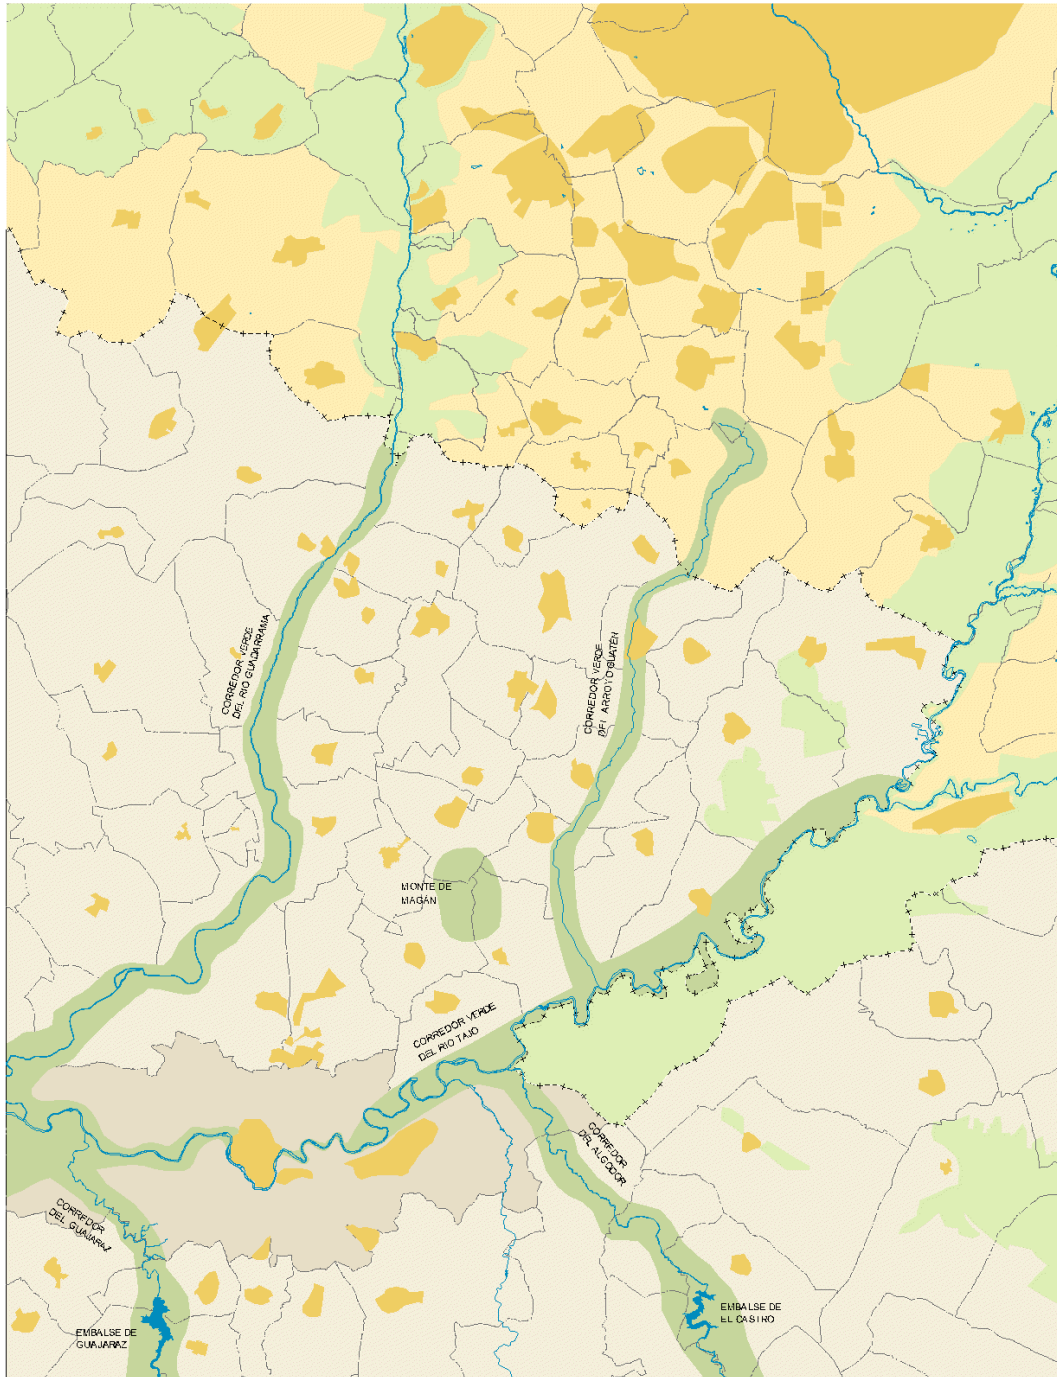 CORREDOR VERDE
DEL RIO GUADARRAMA
CORREDOR VERDE
DEL ARROYO GUATÉN
MONTE DE
MAGÁN
CORREDOR VERDE
DEL RIO TAJO
CORREDOR
DEL ALGODOR
CORREDOR
DEL GUAJARAZ
EMBALSE DE
EL CASTRO
EMBALSE DE
GUAJARAZ